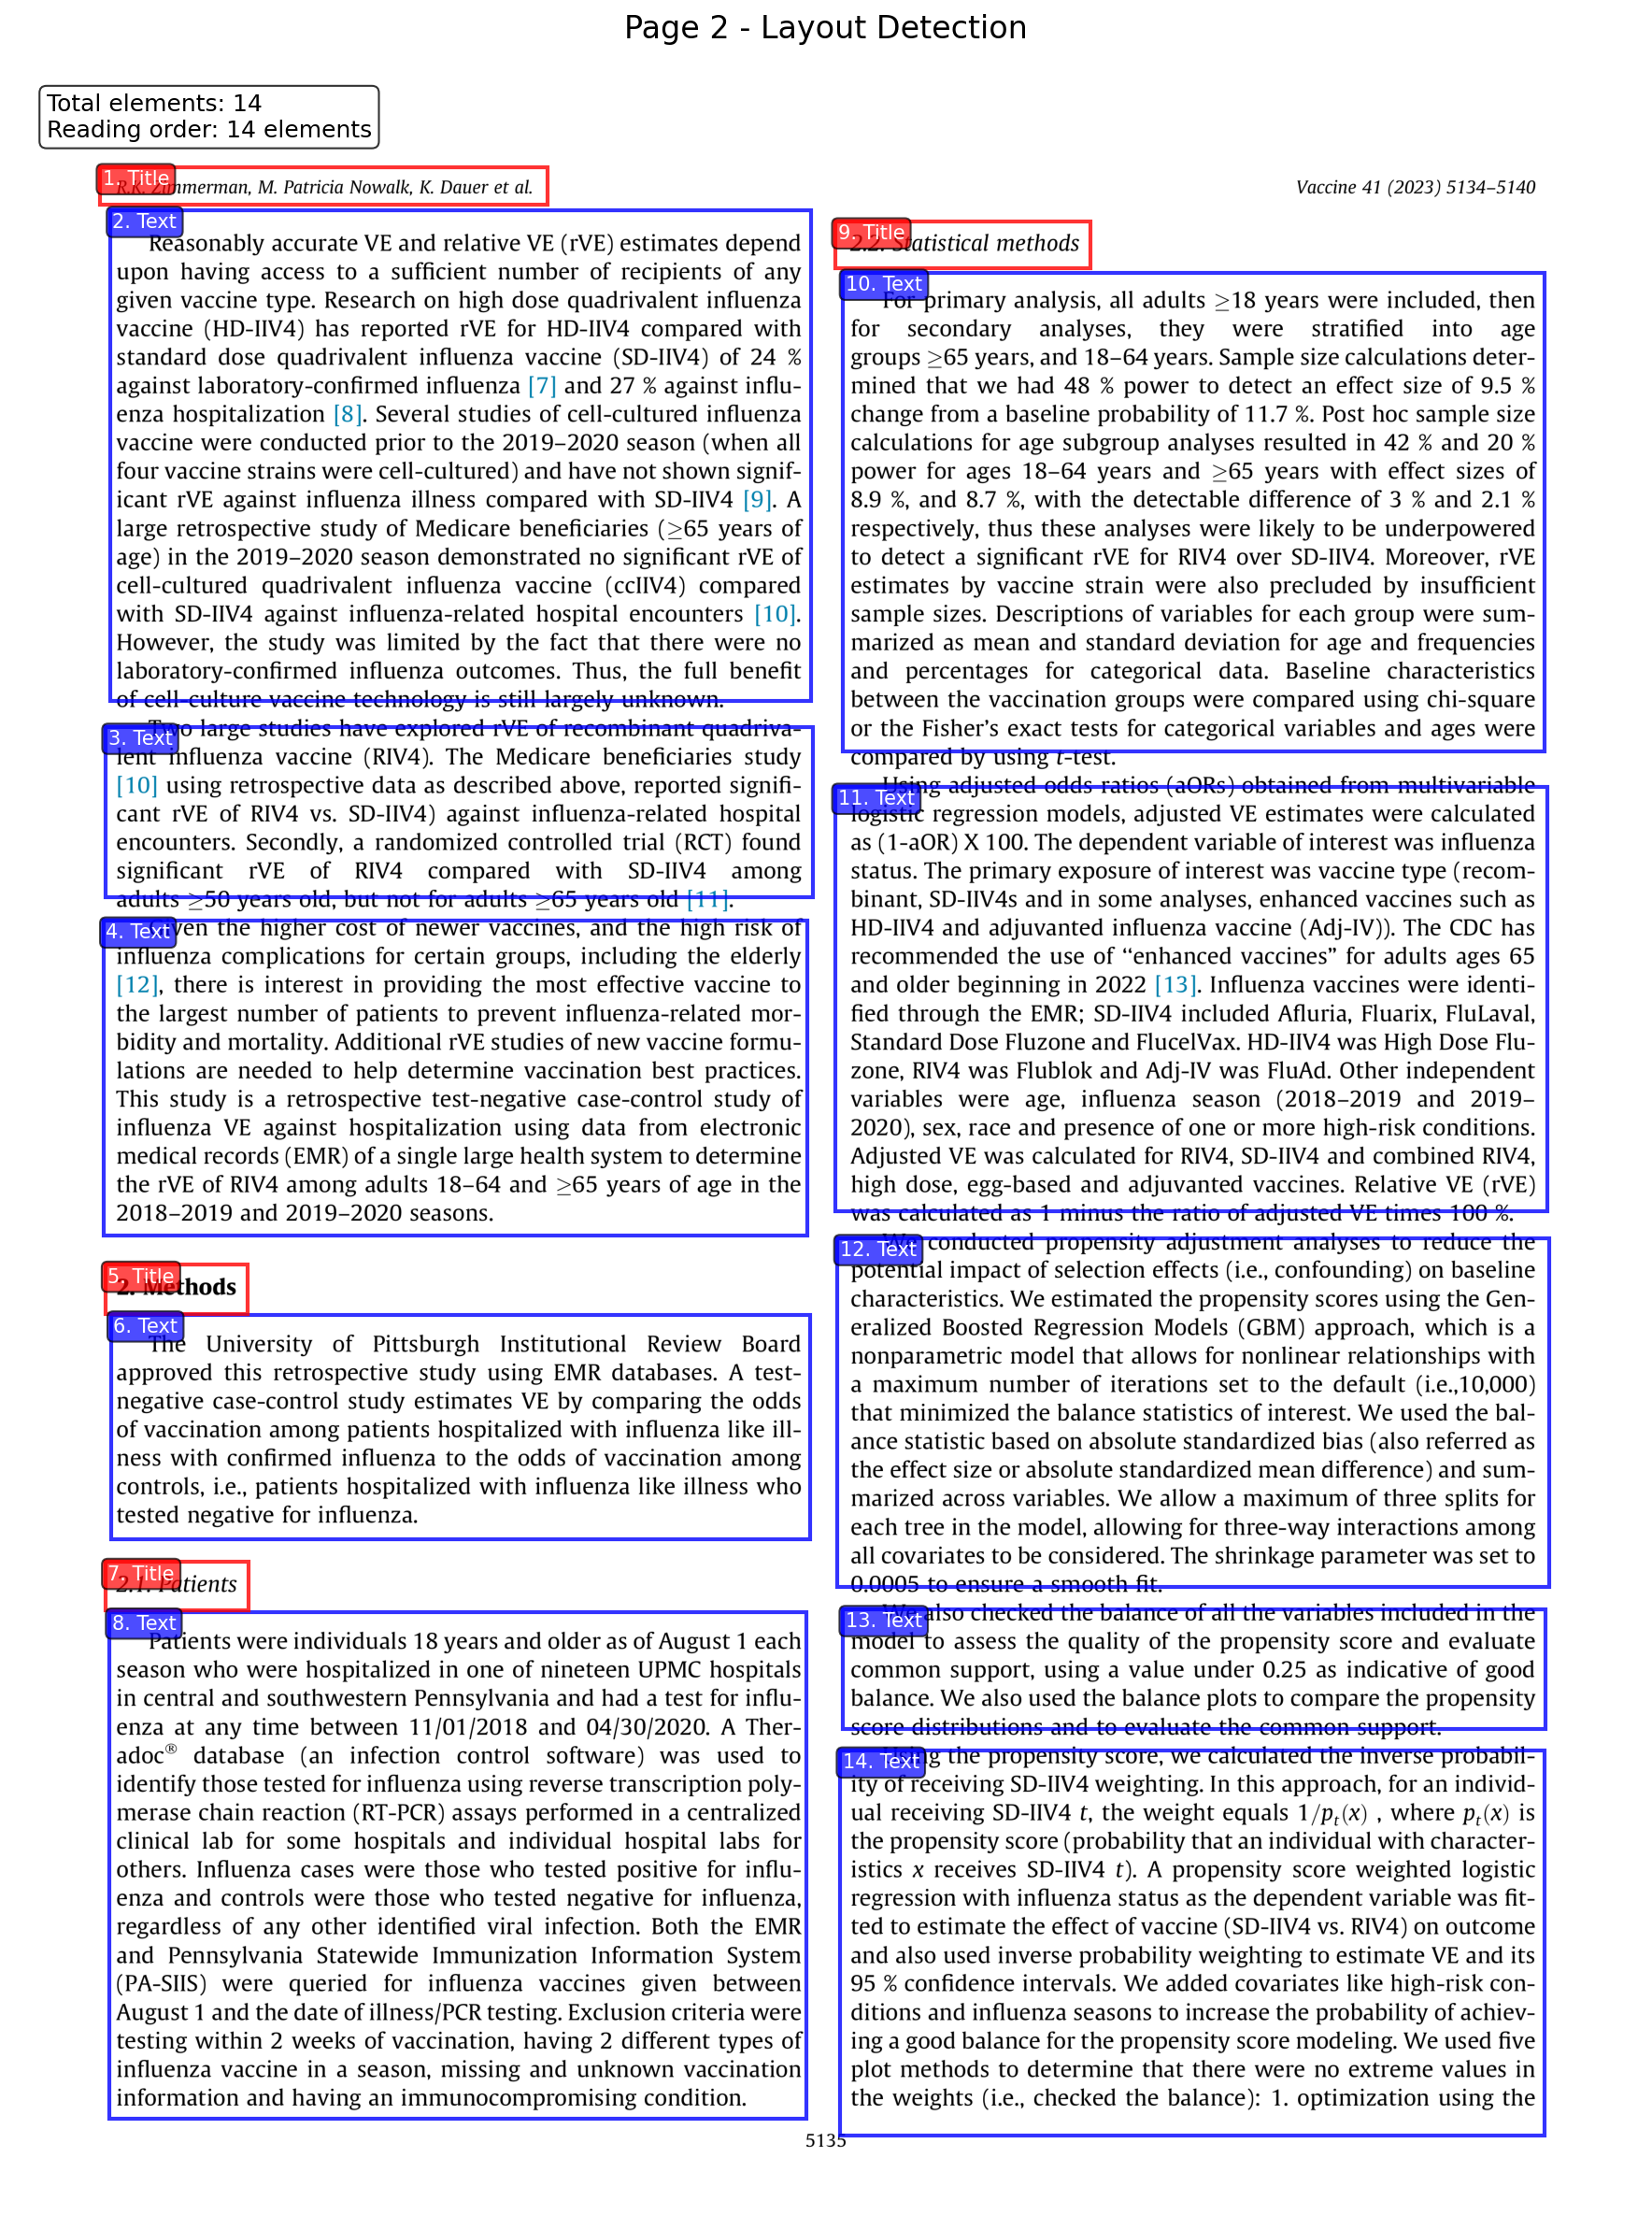 Page 2 - Layout Detection
Total elements: 14
Reading order: 14 elements
1. Title
R.K. Zimmerman, M. Patricia Nowalk, K. Dauer et al.
Vaccine 41 (2023) 5134–5140
2. Text
Reasonably accurate VE and relative VE (rVE) estimates depend
upon having access to a sufficient number of recipients of any
given vaccine type. Research on high dose quadrivalent influenza
vaccine (HD-IIV4) has reported rVE for HD-IIV4 compared with
standard dose quadrivalent influenza vaccine (SD-IIV4) of 24 %
against laboratory-confirmed influenza [7] and 27 % against influ-
enza hospitalization [8]. Several studies of cell-cultured influenza
vaccine were conducted prior to the 2019–2020 season (when all
four vaccine strains were cell-cultured) and have not shown signif-
icant rVE against influenza illness compared with SD-IIV4 [9]. A
large retrospective study of Medicare beneficiaries (≥65 years of
age) in the 2019–2020 season demonstrated no significant rVE of
cell-cultured quadrivalent influenza vaccine (ccIIV4) compared
with SD-IIV4 against influenza-related hospital encounters [10].
However, the study was limited by the fact that there were no
laboratory-confirmed influenza outcomes. Thus, the full benefit
of cell-culture vaccine technology is still largely unknown.
3. Text
Two large studies have explored rVE of recombinant quadriva-
lent influenza vaccine (RIV4). The Medicare beneficiaries study
[10] using retrospective data as described above, reported signifi-
cant rVE of RIV4 vs. SD-IIV4) against influenza-related hospital
encounters. Secondly, a randomized controlled trial (RCT) found
significant rVE of RIV4 compared with SD-IIV4 among
adults ≥50 years old, but not for adults ≥65 years old [11].
4. Text
Given the higher cost of newer vaccines, and the high risk of
influenza complications for certain groups, including the elderly
[12], there is interest in providing the most effective vaccine to
the largest number of patients to prevent influenza-related mor-
bidity and mortality. Additional rVE studies of new vaccine formu-
lations are needed to help determine vaccination best practices.
This study is a retrospective test-negative case-control study of
influenza VE against hospitalization using data from electronic
medical records (EMR) of a single large health system to determine
the rVE of RIV4 among adults 18–64 and ≥65 years of age in the
2018–2019 and 2019–2020 seasons.
5. Title
2. Methods
6. Text
The University of Pittsburgh Institutional Review Board
approved this retrospective study using EMR databases. A test-
negative case-control study estimates VE by comparing the odds
of vaccination among patients hospitalized with influenza like ill-
ness with confirmed influenza to the odds of vaccination among
controls, i.e., patients hospitalized with influenza like illness who
tested negative for influenza.
7. Title
2.1. Patients
8. Text
Patients were individuals 18 years and older as of August 1 each
season who were hospitalized in one of nineteen UPMC hospitals
in central and southwestern Pennsylvania and had a test for influ-
enza at any time between 11/01/2018 and 04/30/2020. A Ther-
adoc® database (an infection control software) was used to
identify those tested for influenza using reverse transcription poly-
merase chain reaction (RT-PCR) assays performed in a centralized
clinical lab for some hospitals and individual hospital labs for
others. Influenza cases were those who tested positive for influ-
enza and controls were those who tested negative for influenza,
regardless of any other identified viral infection. Both the EMR
and Pennsylvania Statewide Immunization Information System
(PA-SIIS) were queried for influenza vaccines given between
August 1 and the date of illness/PCR testing. Exclusion criteria were
testing within 2 weeks of vaccination, having 2 different types of
influenza vaccine in a season, missing and unknown vaccination
information and having an immunocompromising condition.
9. Title
2.2. Statistical methods
10. Text
For primary analysis, all adults ≥18 years were included, then
for secondary analyses, they were stratified into age
groups ≥65 years, and 18–64 years. Sample size calculations deter-
mined that we had 48 % power to detect an effect size of 9.5 %
change from a baseline probability of 11.7 %. Post hoc sample size
calculations for age subgroup analyses resulted in 42 % and 20 %
power for ages 18–64 years and ≥65 years with effect sizes of
8.9 %, and 8.7 %, with the detectable difference of 3 % and 2.1 %
respectively, thus these analyses were likely to be underpowered
to detect a significant rVE for RIV4 over SD-IIV4. Moreover, rVE
estimates by vaccine strain were also precluded by insufficient
sample sizes. Descriptions of variables for each group were sum-
marized as mean and standard deviation for age and frequencies
and percentages for categorical data. Baseline characteristics
between the vaccination groups were compared using chi-square
or the Fisher's exact tests for categorical variables and ages were
compared by using t-test.
11. Text
Using adjusted odds ratios (aORs) obtained from multivariable
logistic regression models, adjusted VE estimates were calculated
as (1-aOR) X 100. The dependent variable of interest was influenza
status. The primary exposure of interest was vaccine type (recom-
binant, SD-IIV4s and in some analyses, enhanced vaccines such as
HD-IIV4 and adjuvanted influenza vaccine (Adj-IV)). The CDC has
recommended the use of “enhanced vaccines” for adults ages 65
and older beginning in 2022 [13]. Influenza vaccines were identi-
fied through the EMR; SD-IIV4 included Afluria, Fluarix, FluLaval,
Standard Dose Fluzone and FlucelVax. HD-IIV4 was High Dose Flu-
zone, RIV4 was Flublok and Adj-IV was FluAd. Other independent
variables were age, influenza season (2018–2019 and 2019–
2020), sex, race and presence of one or more high-risk conditions.
Adjusted VE was calculated for RIV4, SD-IIV4 and combined RIV4,
high dose, egg-based and adjuvanted vaccines. Relative VE (rVE)
was calculated as 1 minus the ratio of adjusted VE times 100 %.
12. Text
We conducted propensity adjustment analyses to reduce the
potential impact of selection effects (i.e., confounding) on baseline
characteristics. We estimated the propensity scores using the Gen-
eralized Boosted Regression Models (GBM) approach, which is a
nonparametric model that allows for nonlinear relationships with
a maximum number of iterations set to the default (i.e.,10,000)
that minimized the balance statistics of interest. We used the bal-
ance statistic based on absolute standardized bias (also referred as
the effect size or absolute standardized mean difference) and sum-
marized across variables. We allow a maximum of three splits for
each tree in the model, allowing for three-way interactions among
all covariates to be considered. The shrinkage parameter was set to
0.0005 to ensure a smooth fit.
13. Text
We also checked the balance of all the variables included in the
model to assess the quality of the propensity score and evaluate
common support, using a value under 0.25 as indicative of good
balance. We also used the balance plots to compare the propensity
score distributions and to evaluate the common support.
14. Text
Using the propensity score, we calculated the inverse probabil-
ity of receiving SD-IIV4 weighting. In this approach, for an individ-
ual receiving SD-IIV4 t, the weight equals 1/pt(x) , where pt(x) is
the propensity score (probability that an individual with character-
istics x receives SD-IIV4 t). A propensity score weighted logistic
regression with influenza status as the dependent variable was fit-
ted to estimate the effect of vaccine (SD-IIV4 vs. RIV4) on outcome
and also used inverse probability weighting to estimate VE and its
95 % confidence intervals. We added covariates like high-risk con-
ditions and influenza seasons to increase the probability of achiev-
ing a good balance for the propensity score modeling. We used five
plot methods to determine that there were no extreme values in
the weights (i.e., checked the balance): 1. optimization using the
5135